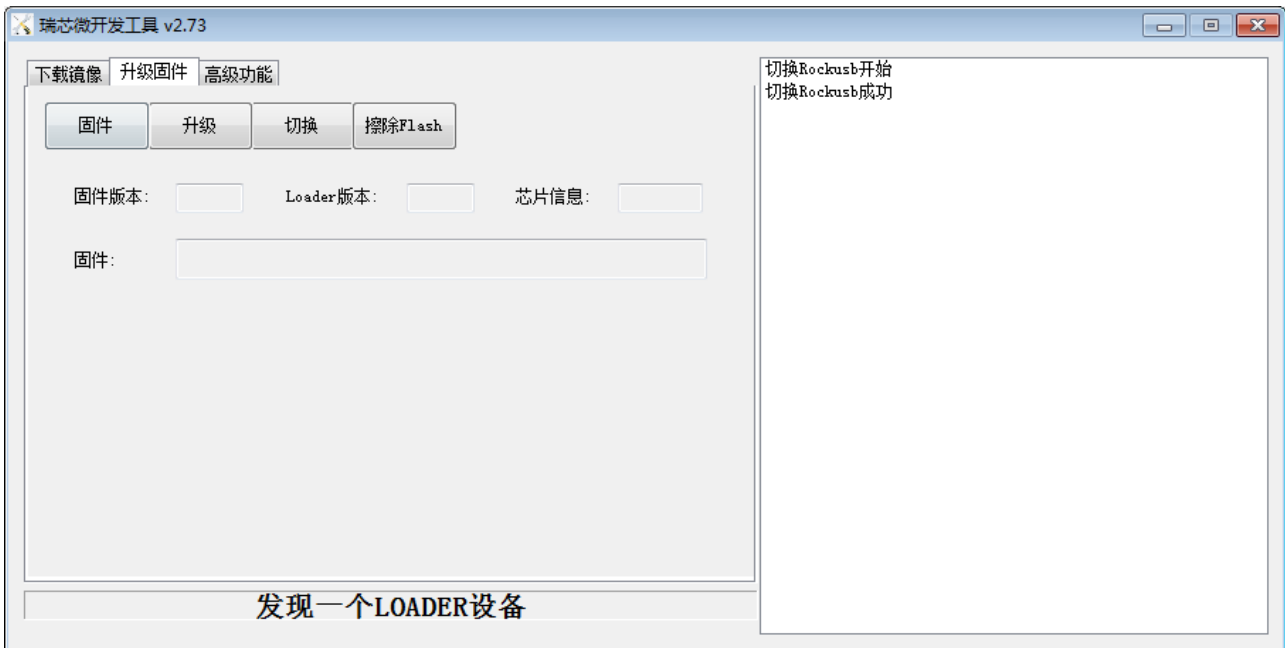 瑞芯微开发工具 v2.73
下载镜像 升级固件 高级功能
固件 升级 切换 擦除Flash
固件版本: Loader版本: 芯片信息:
固件:
发现一个LOADER设备
切换Rockusb开始
切换Rockusb成功